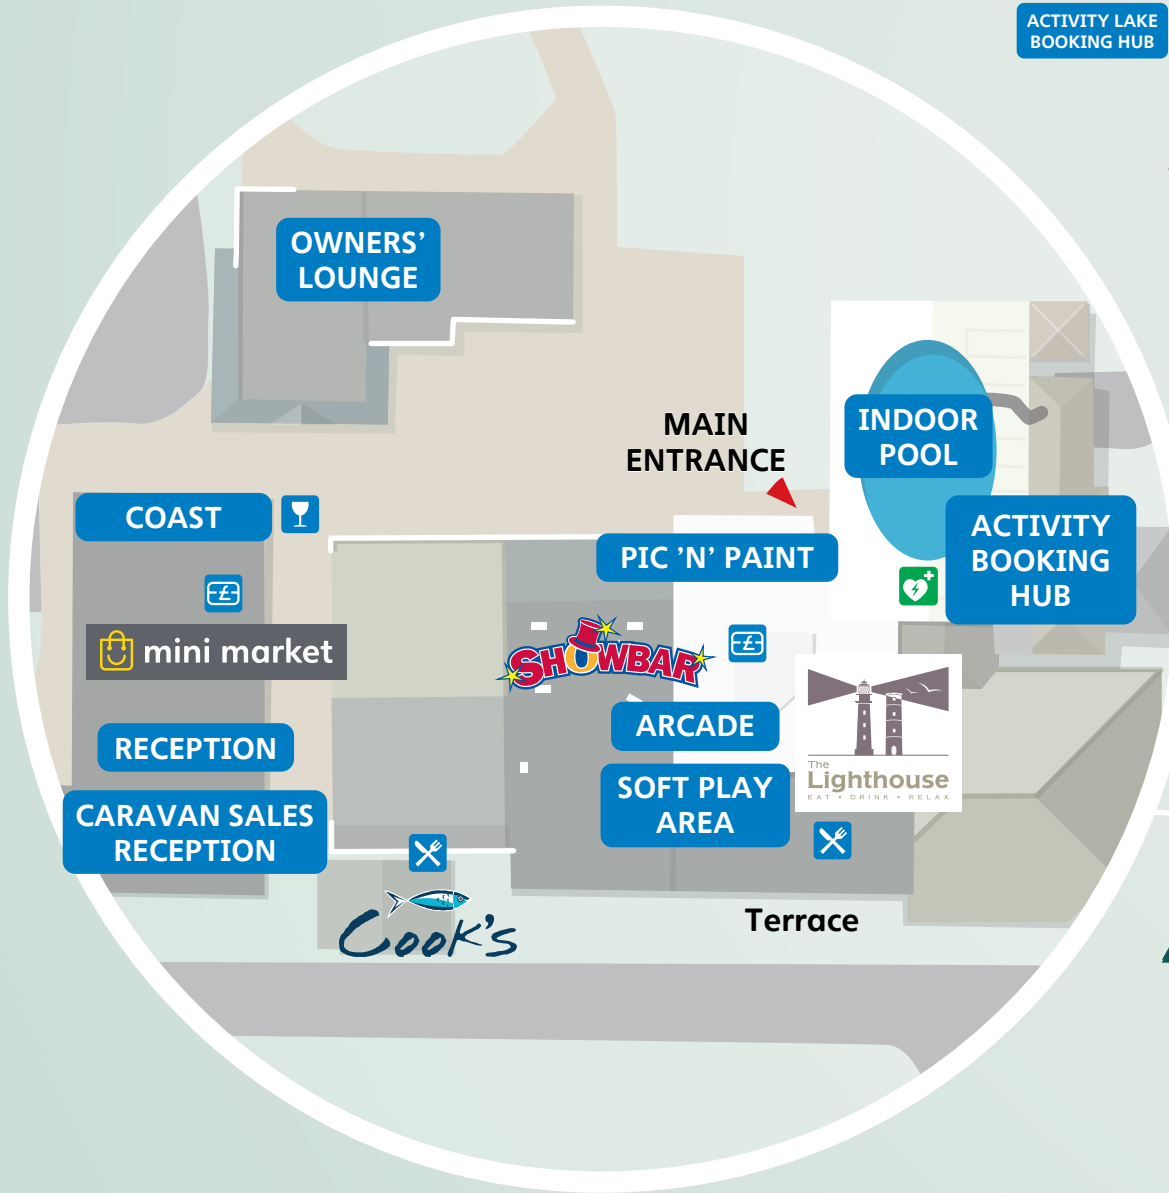 ACTIVITY LAKE
BOOKING HUB
OWNERS’
LOUNGE
MAIN
ENTRANCE
INDOOR
POOL
COAST
ACTIVITY
BOOKING
HUB
PIC ’N’ PAINT
£
mini market
SHOWBAR
£
ARCADE
RECEPTION
The
Lighthouse
EAT • DRINK • RELAX
SOFT PLAY
AREA
CARAVAN SALES
RECEPTION
Cook’s
Terrace